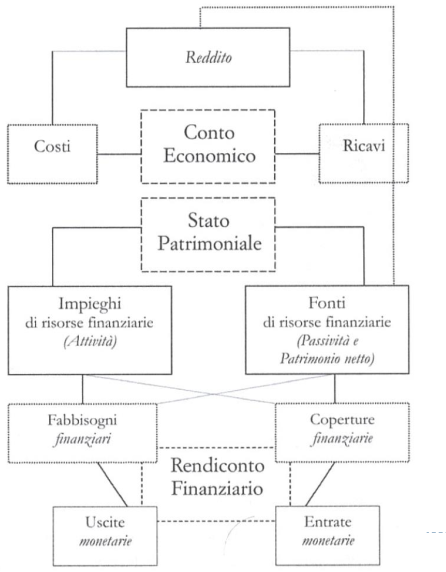 Reddito
Costi
Conto
Economico
Ricavi
Stato
Patrimoniale
Impieghi
di risorse finanziarie
(Attività)
Fonti
di risorse finanziarie
(Passività e
Patrimonio netto)
Fabbisogni
finanziari
Coperture
finanziarie
Rendiconto
Finanziario
Uscite
monetarie
Entrate
monetarie